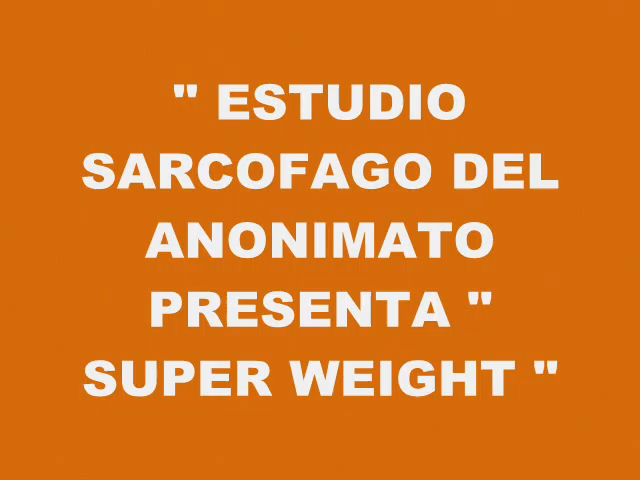 " ESTUDIO
SARCOFAGO DEL
ANONIMATO
PRESENTA "
SUPER WEIGHT "